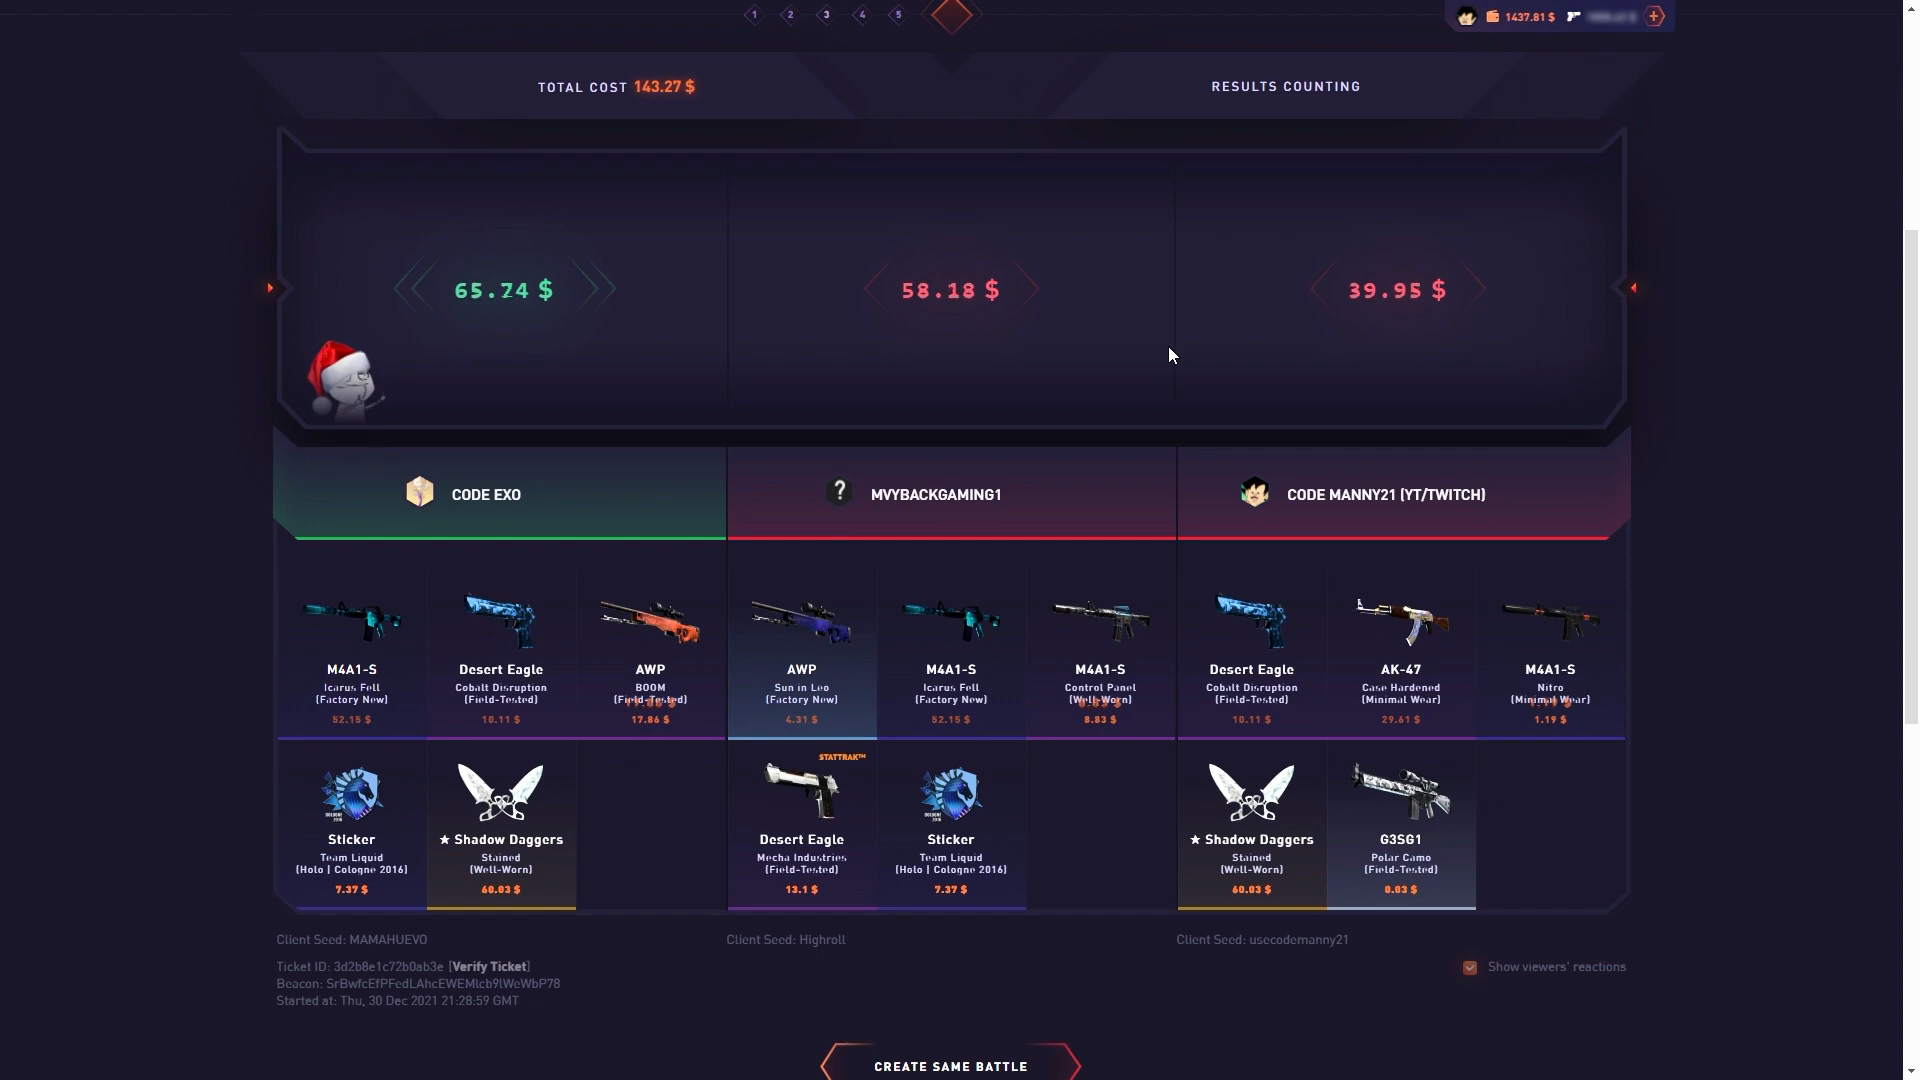 1 2 3 4 5
1437.81 $
TOTAL COST 143.27 $
RESULTS COUNTING
65.74 $
58.18 $
39.95 $
CODE EXO
MVYBACKGAMING1
CODE MANNY21 (YT/TWITCH)
M4A1-S
Icarus Fell
(Factory New)
52.15 $
Desert Eagle
Cobalt Disruption
(Field-Tested)
10.11 $
AWP
BOOM
(Field-Tested)
17.86 $
AWP
Sun in Leo
(Factory New)
4.31 $
M4A1-S
Icarus Fell
(Factory New)
52.15 $
M4A1-S
Control Panel
(Well-Worn)
8.83 $
Desert Eagle
Cobalt Disruption
(Field-Tested)
10.11 $
AK-47
Case Hardened
(Minimal Wear)
29.61 $
M4A1-S
Nitro
(Minimal Wear)
1.19 $
Sticker
Team Liquid
(Holo | Cologne 2016)
7.37 $
★ Shadow Daggers
Stained
(Well-Worn)
60.03 $
STATTRAK™
Desert Eagle
Mecha Industries
(Field-Tested)
13.1 $
Sticker
Team Liquid
(Holo | Cologne 2016)
7.37 $
★ Shadow Daggers
Stained
(Well-Worn)
60.03 $
G3SG1
Polar Camo
(Field-Tested)
0.03 $
Client Seed: MAMAHUEVO
Client Seed: Highroll
Client Seed: usecodemanny21
Ticket ID: 3d2b8e1c72b0ab3e [Verify Ticket]
Beacon: SrBwfcEfPFedLAhcEWEMlcb9lWeWbP78
Started at: Thu, 30 Dec 2021 21:28:59 GMT
Show viewers' reactions
CREATE SAME BATTLE